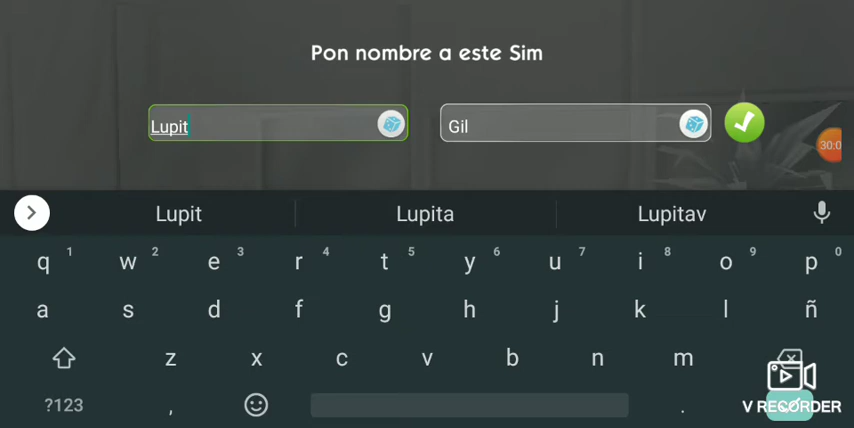 Pon nombre a este Sim
Lupit
Gil
30:0
Lupit Lupita Lupitav
q 1 w 2 e 3 r 4 t 5 y 6 u 7 i 8 o 9 p 0
a s d f g h j k l ñ
z x c v b n m
?123 , .
V RECORDER